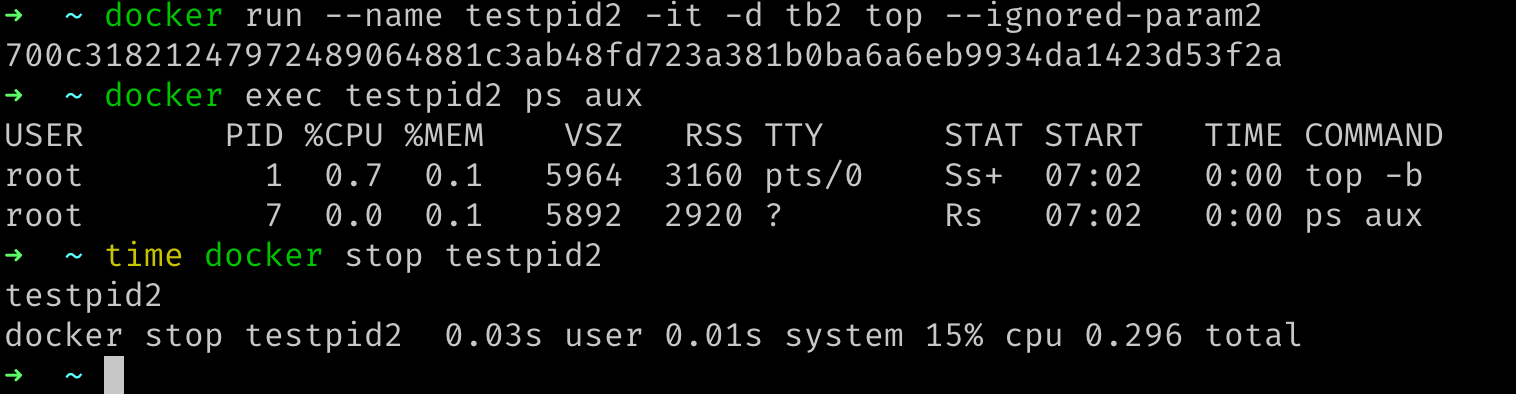 →  ~ docker run --name testpid2 -it -d tb2 top --ignored-param2
700c31821247972489064881c3ab48fd723a381b0ba6a6eb9934da1423d53f2a
→  ~ docker exec testpid2 ps aux
USER       PID %CPU %MEM    VSZ   RSS TTY      STAT START   TIME COMMAND
root         1  0.7  0.1   5964  3160 pts/0    Ss+  07:02   0:00 top -b
root         7  0.0  0.1   5892  2920 ?        Rs   07:02   0:00 ps aux
→  ~ time docker stop testpid2
testpid2
docker stop testpid2  0.03s user 0.01s system 15% cpu 0.296 total
→  ~